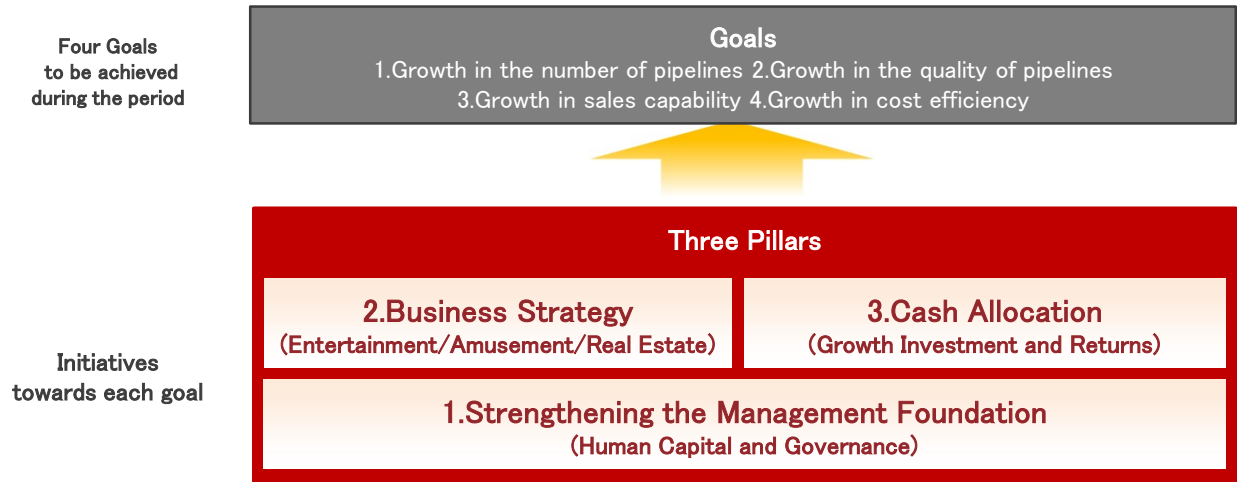 Four Goals
to be achieved
during the period
Goals
1.Growth in the number of pipelines 2.Growth in the quality of pipelines
3.Growth in sales capability 4.Growth in cost efficiency
Three Pillars
2.Business Strategy
(Entertainment/Amusement/Real Estate)
3.Cash Allocation
(Growth Investment and Returns)
Initiatives
towards each goal
1.Strengthening the Management Foundation
(Human Capital and Governance)